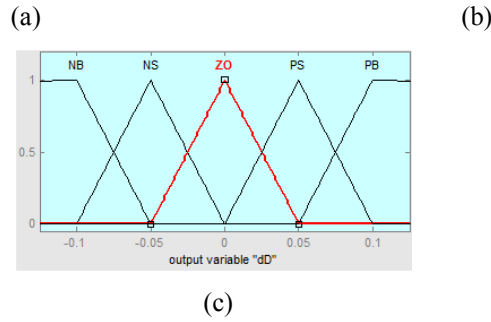 (a) (b)
NB NS ZO PS PB
1
0.5
0
-0.1 -0.05 0 0.05 0.1
output variable "dD"
(c)